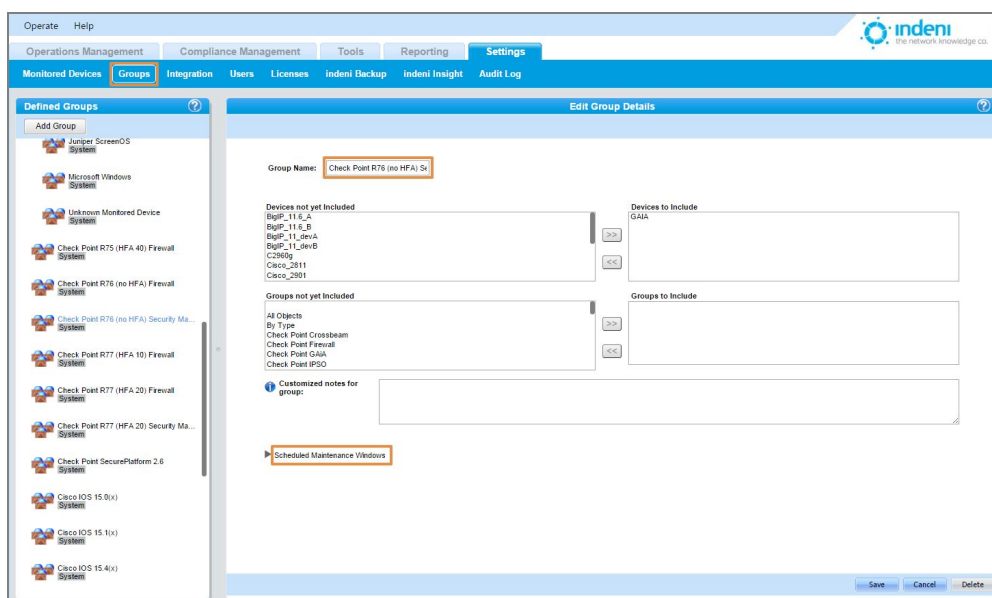 Operate Help
indeni
the network knowledge co.
Operations Management Compliance Management Tools Reporting Settings
Monitored Devices Groups Integration Users Licenses indeni Backup indeni Insight Audit Log
Defined Groups ?
Add Group
Juniper ScreenOS
System
Microsoft Windows
System
Unknown Monitored Device
System
Check Point R75 (HFA 40) Firewall
System
Check Point R76 (no HFA) Firewall
System
Check Point R76 (no HFA) Security Ma...
System
Check Point R77 (HFA 10) Firewall
System
Check Point R77 (HFA 20) Firewall
System
Check Point R77 (HFA 20) Security Ma...
System
Check Point SecurePlatform 2.6
System
Cisco IOS 15.0(x)
System
Cisco IOS 15.1(x)
System
Cisco IOS 15.4(x)
System
Edit Group Details ?
Group Name: Check Point R76 (no HFA) Se
Devices not yet Included
BigIP_11.6_A
BigIP_11.6_B
BigIP_11_devA
BigIP_11_devB
C2960g
Cisco_2811
Cisco_2901
>>
<<
Devices to Include
GAIA
Groups not yet Included
All Objects
By Type
Check Point Crossbeam
Check Point Firewall
Check Point GAiA
Check Point IPSO
>>
<<
Groups to Include
Customized notes for
group:
Scheduled Maintenance Windows
Save Cancel Delete